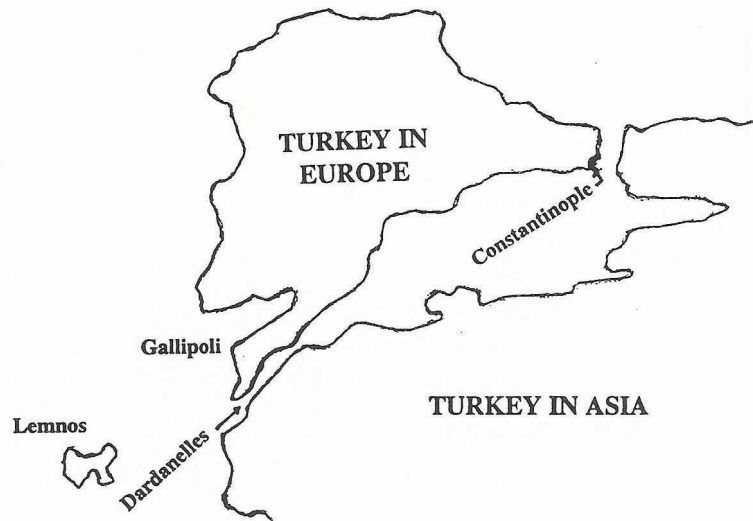 TURKEY IN
EUROPE
Constantinople
Gallipoli
TURKEY IN ASIA
Lemnos
Dardanelles